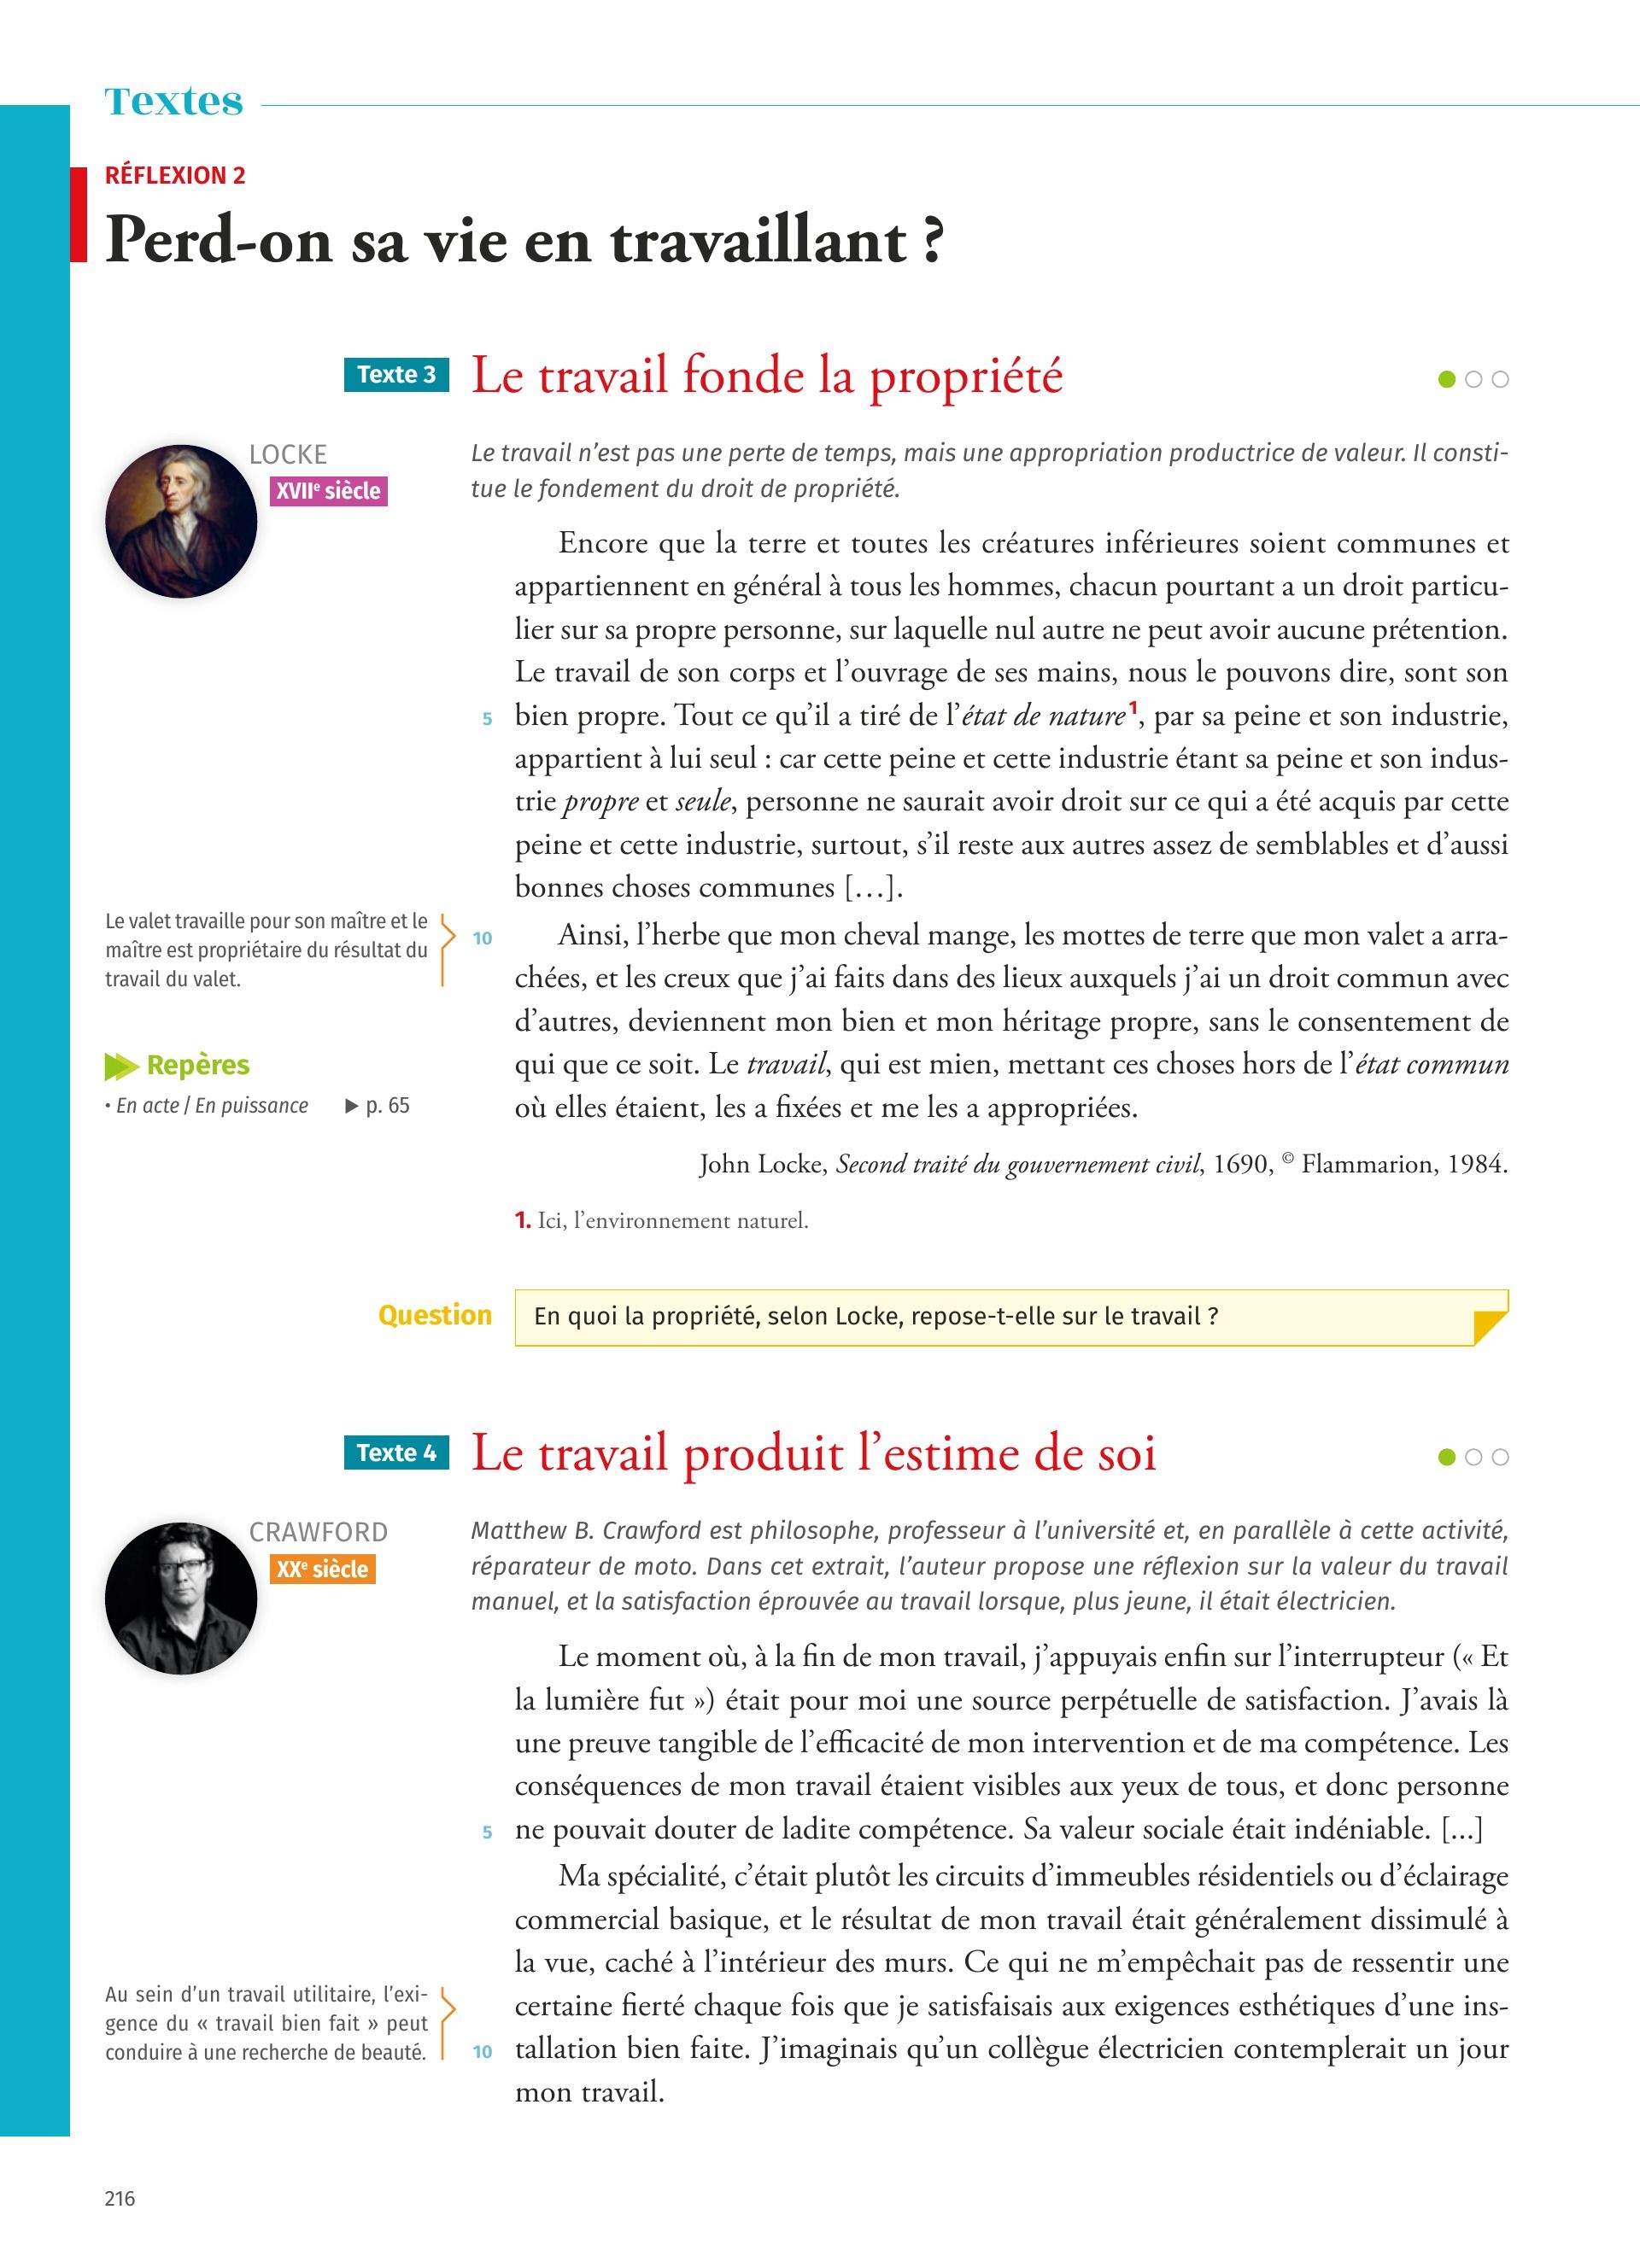 Textes
RÉFLEXION 2
Perd-on sa vie en travaillant ?
Texte 3 Le travail fonde la propriété
LOCKE
XVIIe siècle
Le travail n’est pas une perte de temps, mais une appropriation productrice de valeur. Il consti-
tue le fondement du droit de propriété.
Encore que la terre et toutes les créatures inférieures soient communes et
appartiennent en général à tous les hommes, chacun pourtant a un droit particu-
lier sur sa propre personne, sur laquelle nul autre ne peut avoir aucune prétention.
Le travail de son corps et l’ouvrage de ses mains, nous le pouvons dire, sont son
5 bien propre. Tout ce qu’il a tiré de l’état de nature1, par sa peine et son industrie,
appartient à lui seul : car cette peine et cette industrie étant sa peine et son indus-
trie propre et seule, personne ne saurait avoir droit sur ce qui a été acquis par cette
peine et cette industrie, surtout, s’il reste aux autres assez de semblables et d’aussi
bonnes choses communes […].
Le valet travaille pour son maître et le
maître est propriétaire du résultat du
travail du valet.
10 Ainsi, l’herbe que mon cheval mange, les mottes de terre que mon valet a arra-
chées, et les creux que j’ai faits dans des lieux auxquels j’ai un droit commun avec
d’autres, deviennent mon bien et mon héritage propre, sans le consentement de
qui que ce soit. Le travail, qui est mien, mettant ces choses hors de l’état commun
où elles étaient, les a fixées et me les a appropriées.
Repères
• En acte / En puissance ▶ p. 65
John Locke, Second traité du gouvernement civil, 1690, © Flammarion, 1984.
1. Ici, l’environnement naturel.
Question En quoi la propriété, selon Locke, repose-t-elle sur le travail ?
Texte 4 Le travail produit l’estime de soi
CRAWFORD
XXe siècle
Matthew B. Crawford est philosophe, professeur à l’université et, en parallèle à cette activité,
réparateur de moto. Dans cet extrait, l’auteur propose une réflexion sur la valeur du travail
manuel, et la satisfaction éprouvée au travail lorsque, plus jeune, il était électricien.
Le moment où, à la fin de mon travail, j’appuyais enfin sur l’interrupteur (« Et
la lumière fut ») était pour moi une source perpétuelle de satisfaction. J’avais là
une preuve tangible de l’efficacité de mon intervention et de ma compétence. Les
conséquences de mon travail étaient visibles aux yeux de tous, et donc personne
5 ne pouvait douter de ladite compétence. Sa valeur sociale était indéniable. [...]
Ma spécialité, c’était plutôt les circuits d’immeubles résidentiels ou d’éclairage
commercial basique, et le résultat de mon travail était généralement dissimulé à
la vue, caché à l’intérieur des murs. Ce qui ne m’empêchait pas de ressentir une
certaine fierté chaque fois que je satisfaisais aux exigences esthétiques d’une ins-
10 tallation bien faite. J’imaginais qu’un collègue électricien contemplerait un jour
mon travail.
Au sein d’un travail utilitaire, l’exi-
gence du « travail bien fait » peut
conduire à une recherche de beauté.
216